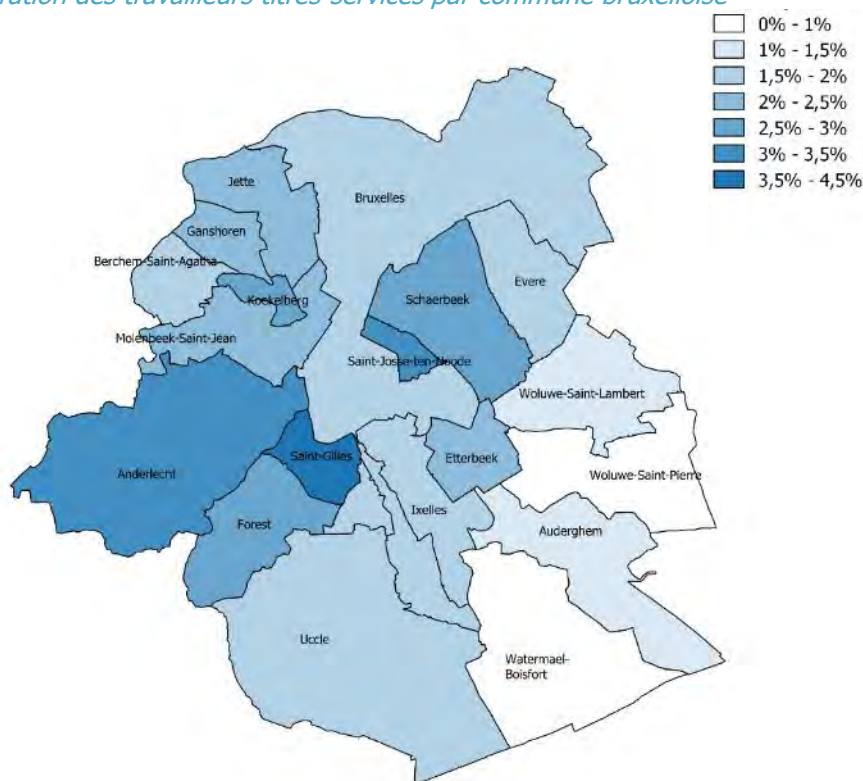 des travailleurs titres-services par commune bruxelloise
0% - 1%
1% - 1,5%
1,5% - 2%
2% - 2,5%
2,5% - 3%
3% - 3,5%
3,5% - 4,5%
Jette
Bruxelles
Ganshoren
Berchem-Saint-Agatha
Evere
Koekelberg
Schaerbeek
Molenbeek-Saint-Jean
Saint-Josse-ten-Noode
Woluwe-Saint-Lambert
Saint-Gilles
Etterbeek
Anderlecht
Woluwe-Saint-Pierre
Ixelles
Forest
Auderghem
Uccle
Watermael-
Boisfort